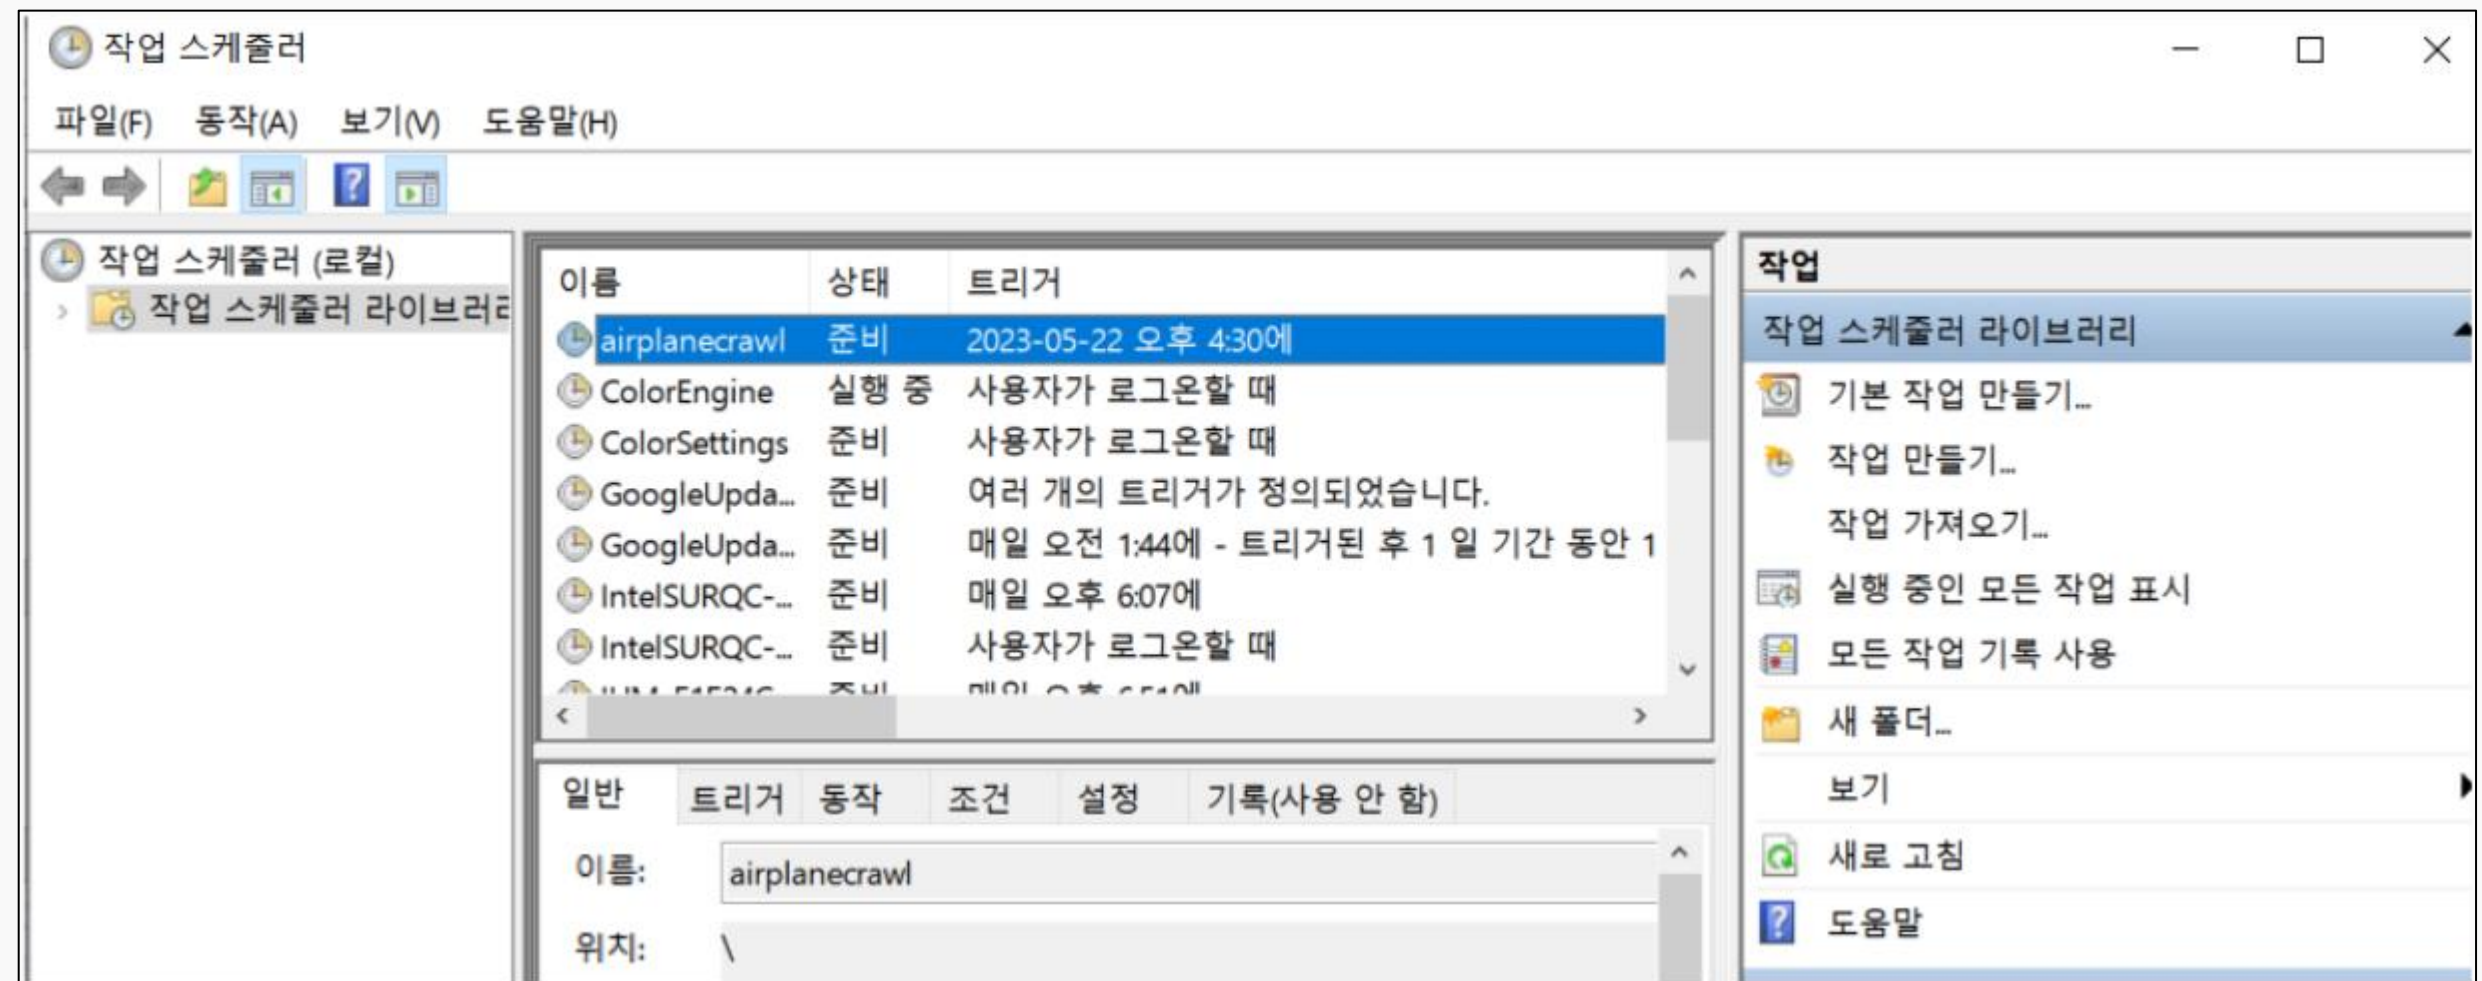 작업 스케줄러
파일(F) 동작(A) 보기(V) 도움말(H)
작업 스케줄러 (로컬)
작업 스케줄러 라이브러리
이름 상태 트리거
airplanecrawl 준비 2023-05-22 오후 4:30에
ColorEngine 실행 중 사용자가 로그온할 때
ColorSettings 준비 사용자가 로그온할 때
GoogleUpda... 준비 여러 개의 트리거가 정의되었습니다.
GoogleUpda... 준비 매일 오전 1:44에 - 트리거된 후 1 일 기간 동안 1
IntelSURQC-... 준비 매일 오후 6:07에
IntelSURQC-... 준비 사용자가 로그온할 때
준비 매일 오후 6:51에
일반 트리거 동작 조건 설정 기록(사용 안 함)
이름: airplanecrawl
위치: \
작업
작업 스케줄러 라이브러리
기본 작업 만들기...
작업 만들기...
작업 가져오기...
실행 중인 모든 작업 표시
모든 작업 기록 사용
새 폴더...
보기
새로 고침
도움말